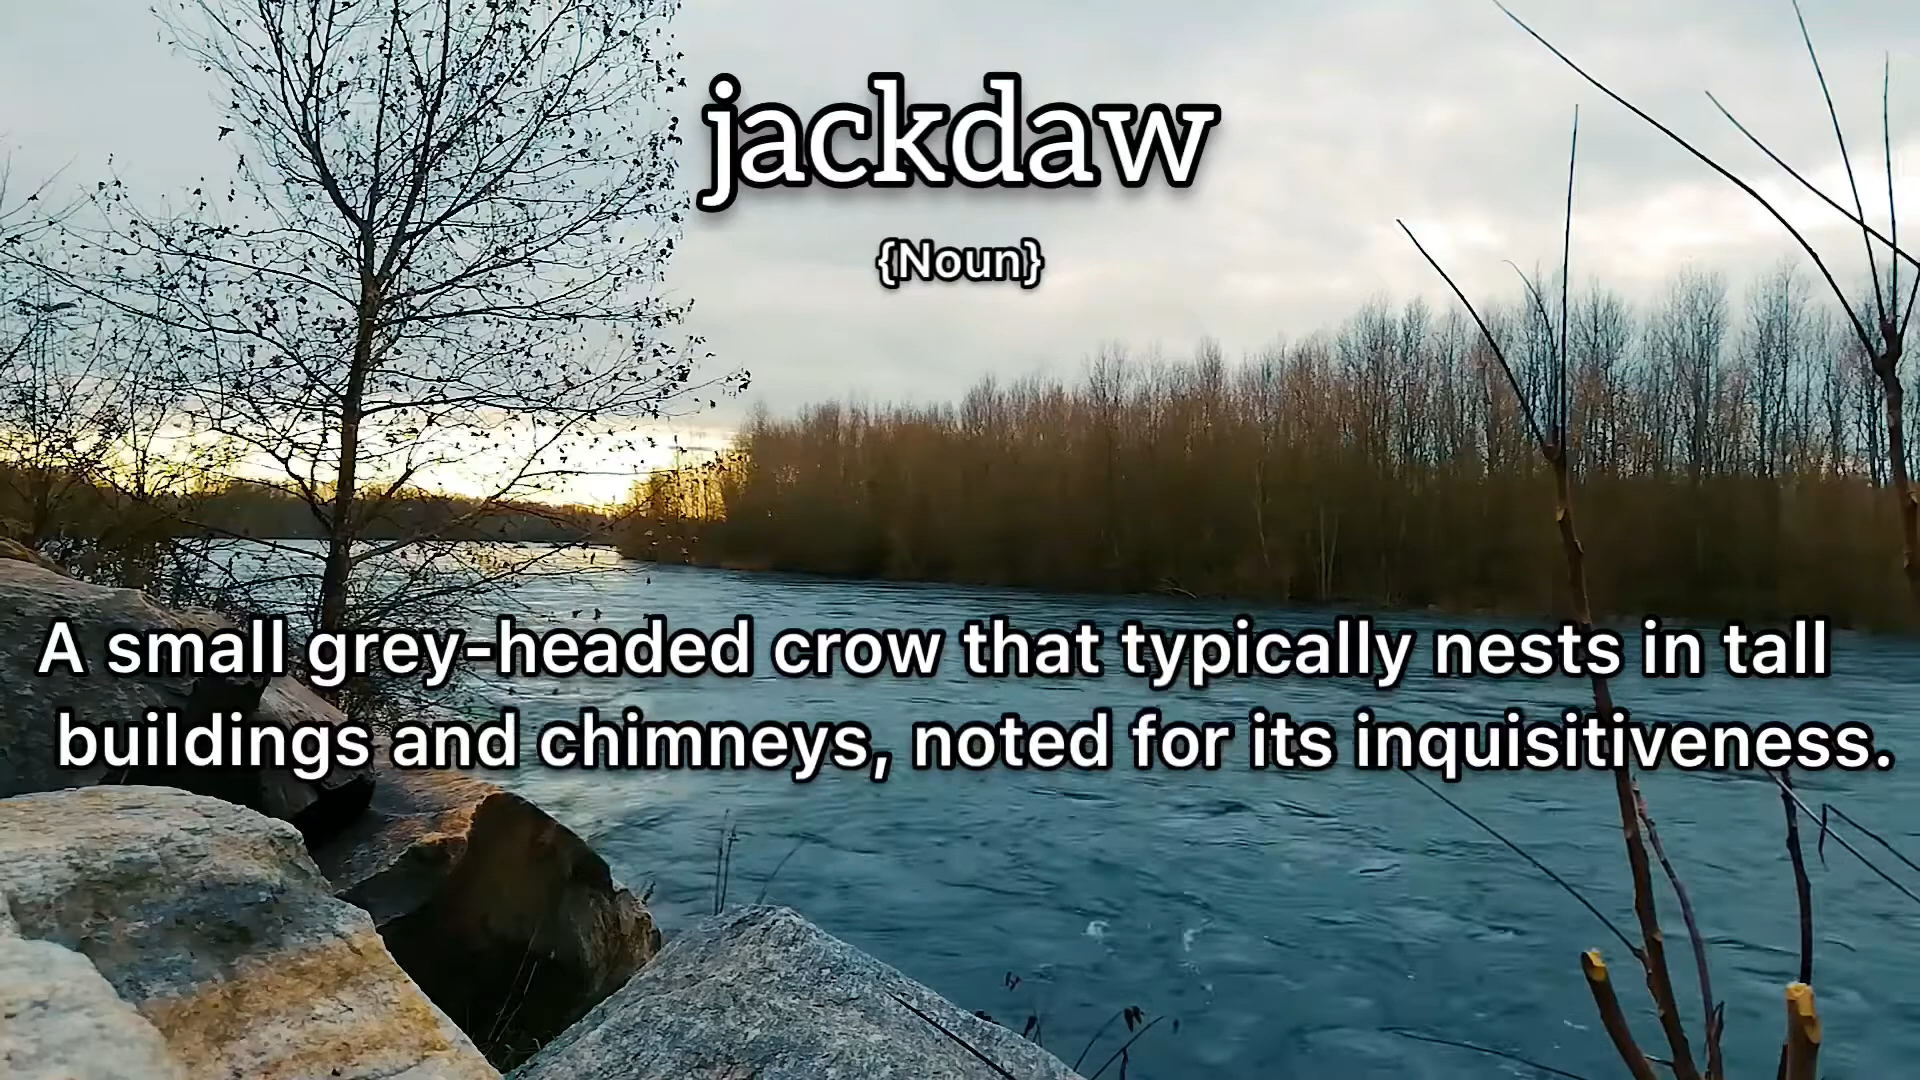 jackdaw
{Noun}
A small grey-headed crow that typically nests in tall
buildings and chimneys, noted for its inquisitiveness.